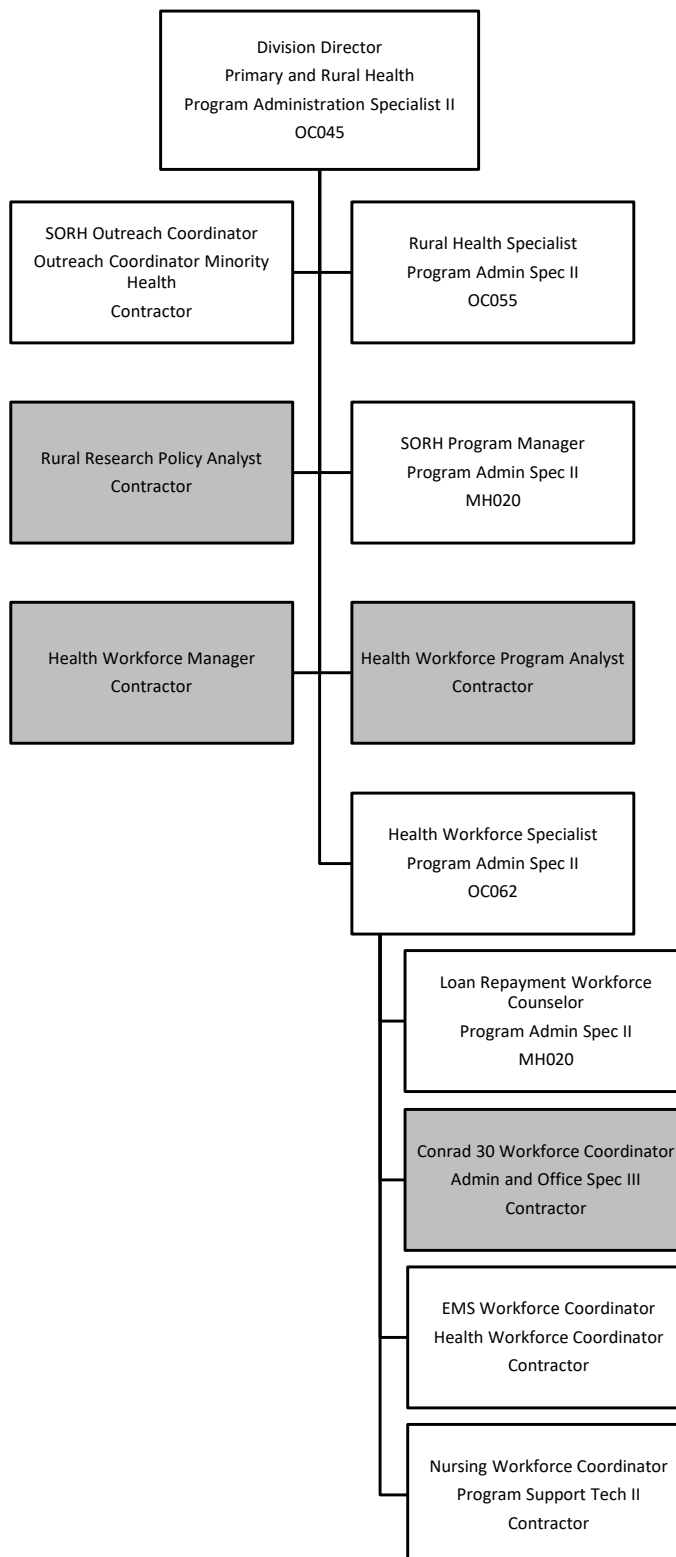 Division Director
Primary and Rural Health
Program Administration Specialist II
OC045
SORH Outreach Coordinator
Outreach Coordinator Minority
Health
Contractor
Rural Health Specialist
Program Admin Spec II
OC055
Rural Research Policy Analyst
Contractor
SORH Program Manager
Program Admin Spec II
MH020
Health Workforce Manager
Contractor
Health Workforce Program Analyst
Contractor
Health Workforce Specialist
Program Admin Spec II
OC062
Loan Repayment Workforce
Counselor
Program Admin Spec II
MH020
Conrad 30 Workforce Coordinator
Admin and Office Spec III
Contractor
EMS Workforce Coordinator
Health Workforce Coordinator
Contractor
Nursing Workforce Coordinator
Program Support Tech II
Contractor